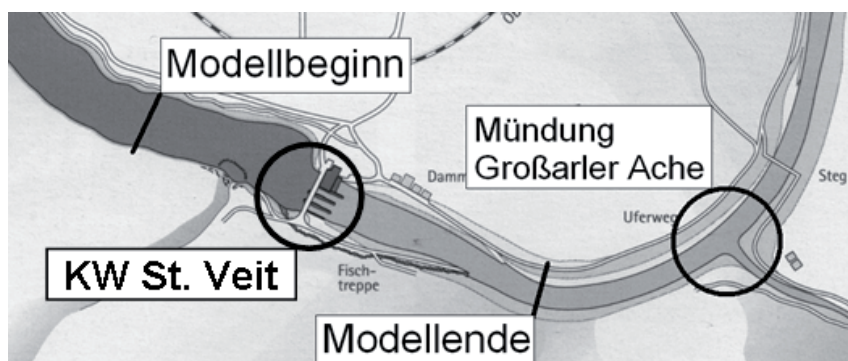 Modellbeginn
Mündung
Großarler Ache
Damm
Steg
Uferweg
KW St. Veit
Fisch-
treppe
Modellende